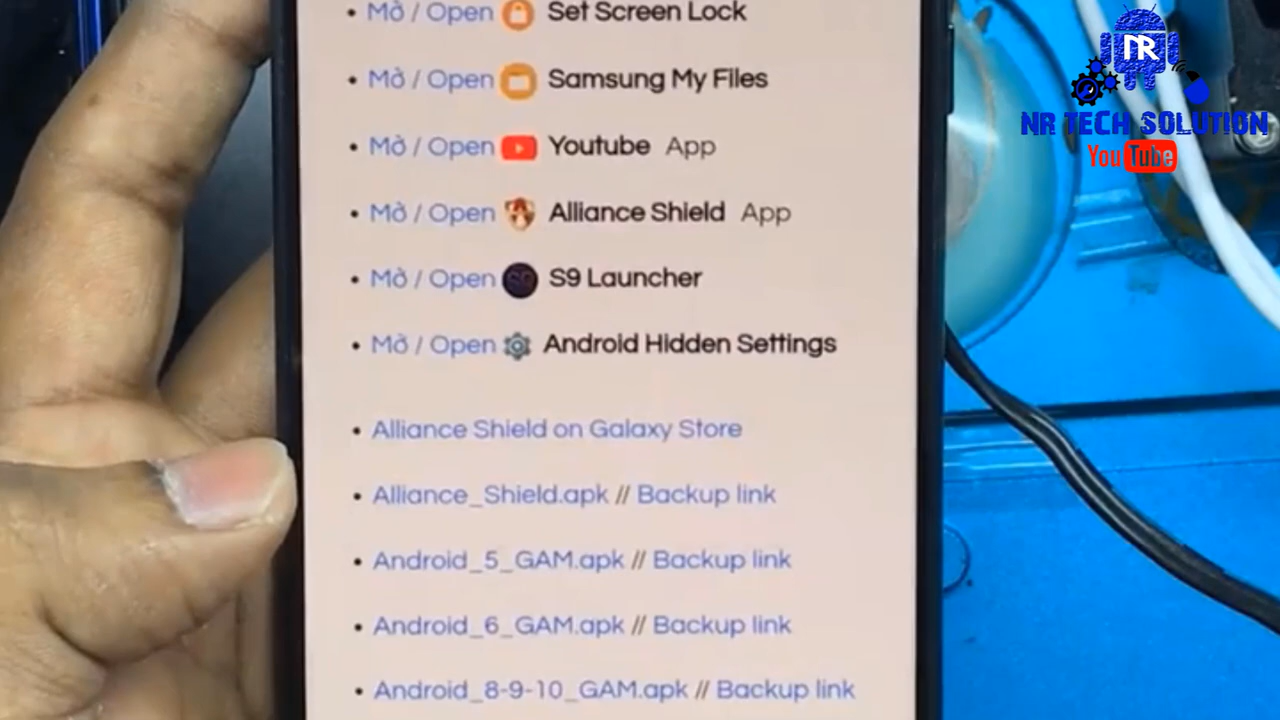 Mở / Open Set Screen Lock
Mở / Open Samsung My Files
Mở / Open Youtube App
Mở / Open Alliance Shield App
Mở / Open S9 Launcher
Mở / Open Android Hidden Settings
Alliance Shield on Galaxy Store
Alliance_Shield.apk // Backup link
Android_5_GAM.apk // Backup link
Android_6_GAM.apk // Backup link
Android_8-9-10_GAM.apk // Backup link
NR
NR TECH SOLUTION
YouTube